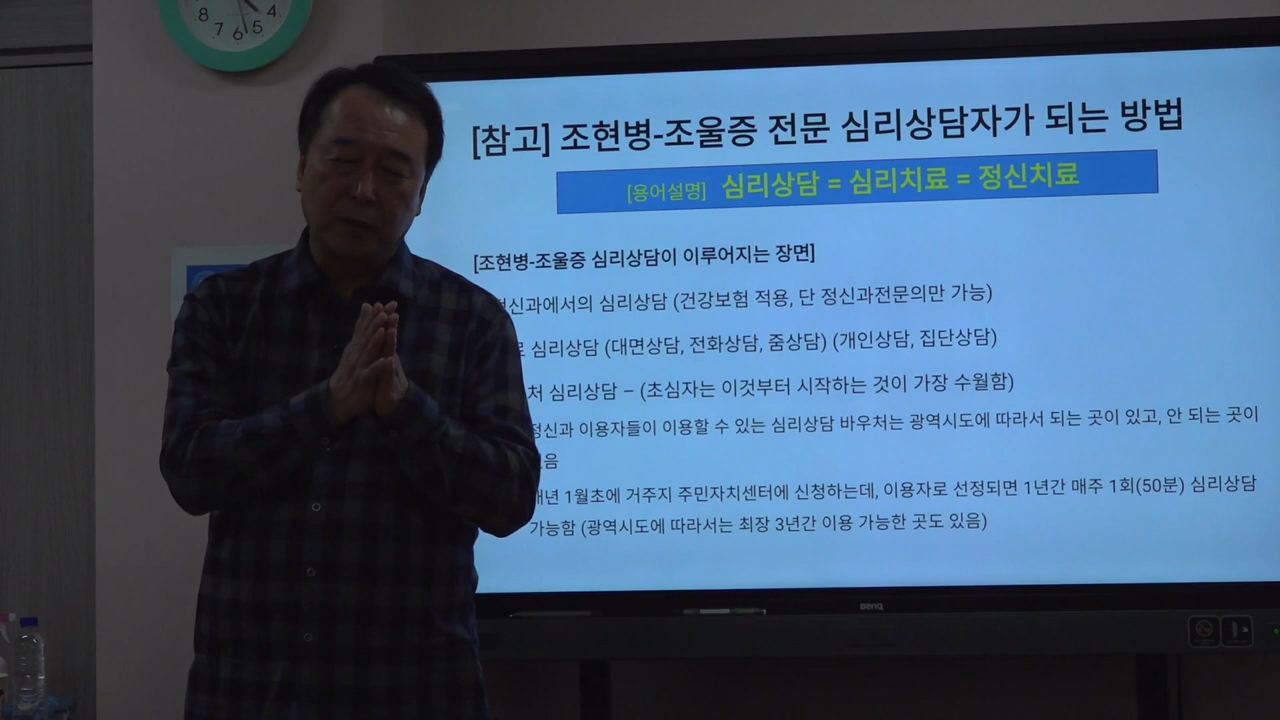 8 7 6 5 4
[참고] 조현병-조울증 전문 심리상담자가 되는 방법
[용어설명] 심리상담 = 심리치료 = 정신치료
[조현병-조울증 심리상담이 이루어지는 장면]
정신과에서의 심리상담 (건강보험 적용, 단 정신과전문의만 가능)
심리상담 (대면상담, 전화상담, 줌상담) (개인상담, 집단상담)
처 심리상담 – (초심자는 이것부터 시작하는 것이 가장 수월함)
정신과 이용자들이 이용할 수 있는 심리상담 바우처는 광역시도에 따라서 되는 곳이 있고, 안 되는 곳이
음
매년 1월초에 거주지 주민자치센터에 신청하는데, 이용자로 선정되면 1년간 매주 1회(50분) 심리상담
가능함 (광역시도에 따라서는 최장 3년간 이용 가능한 곳도 있음)
BenQ